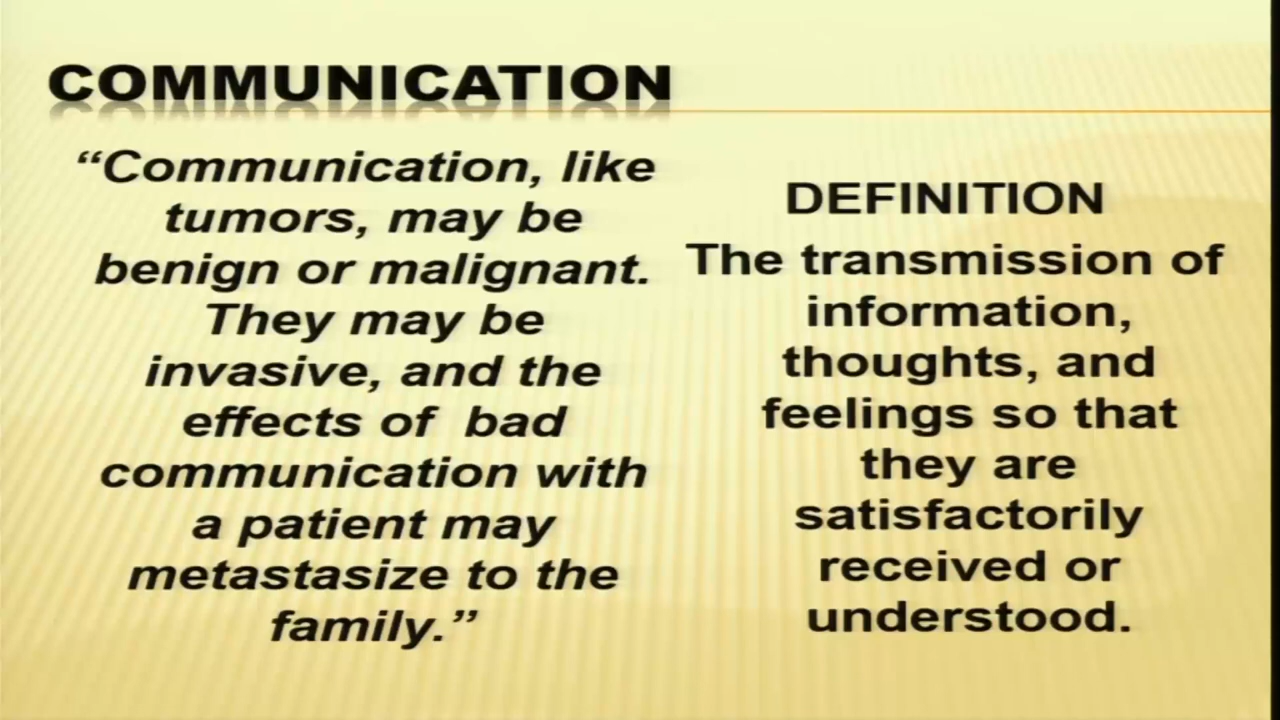 COMMUNICATION
“Communication, like
tumors, may be
benign or malignant.
They may be
invasive, and the
effects of bad
communication with
a patient may
metastasize to the
family.”
DEFINITION
The transmission of
information,
thoughts, and
feelings so that
they are
satisfactorily
received or
understood.